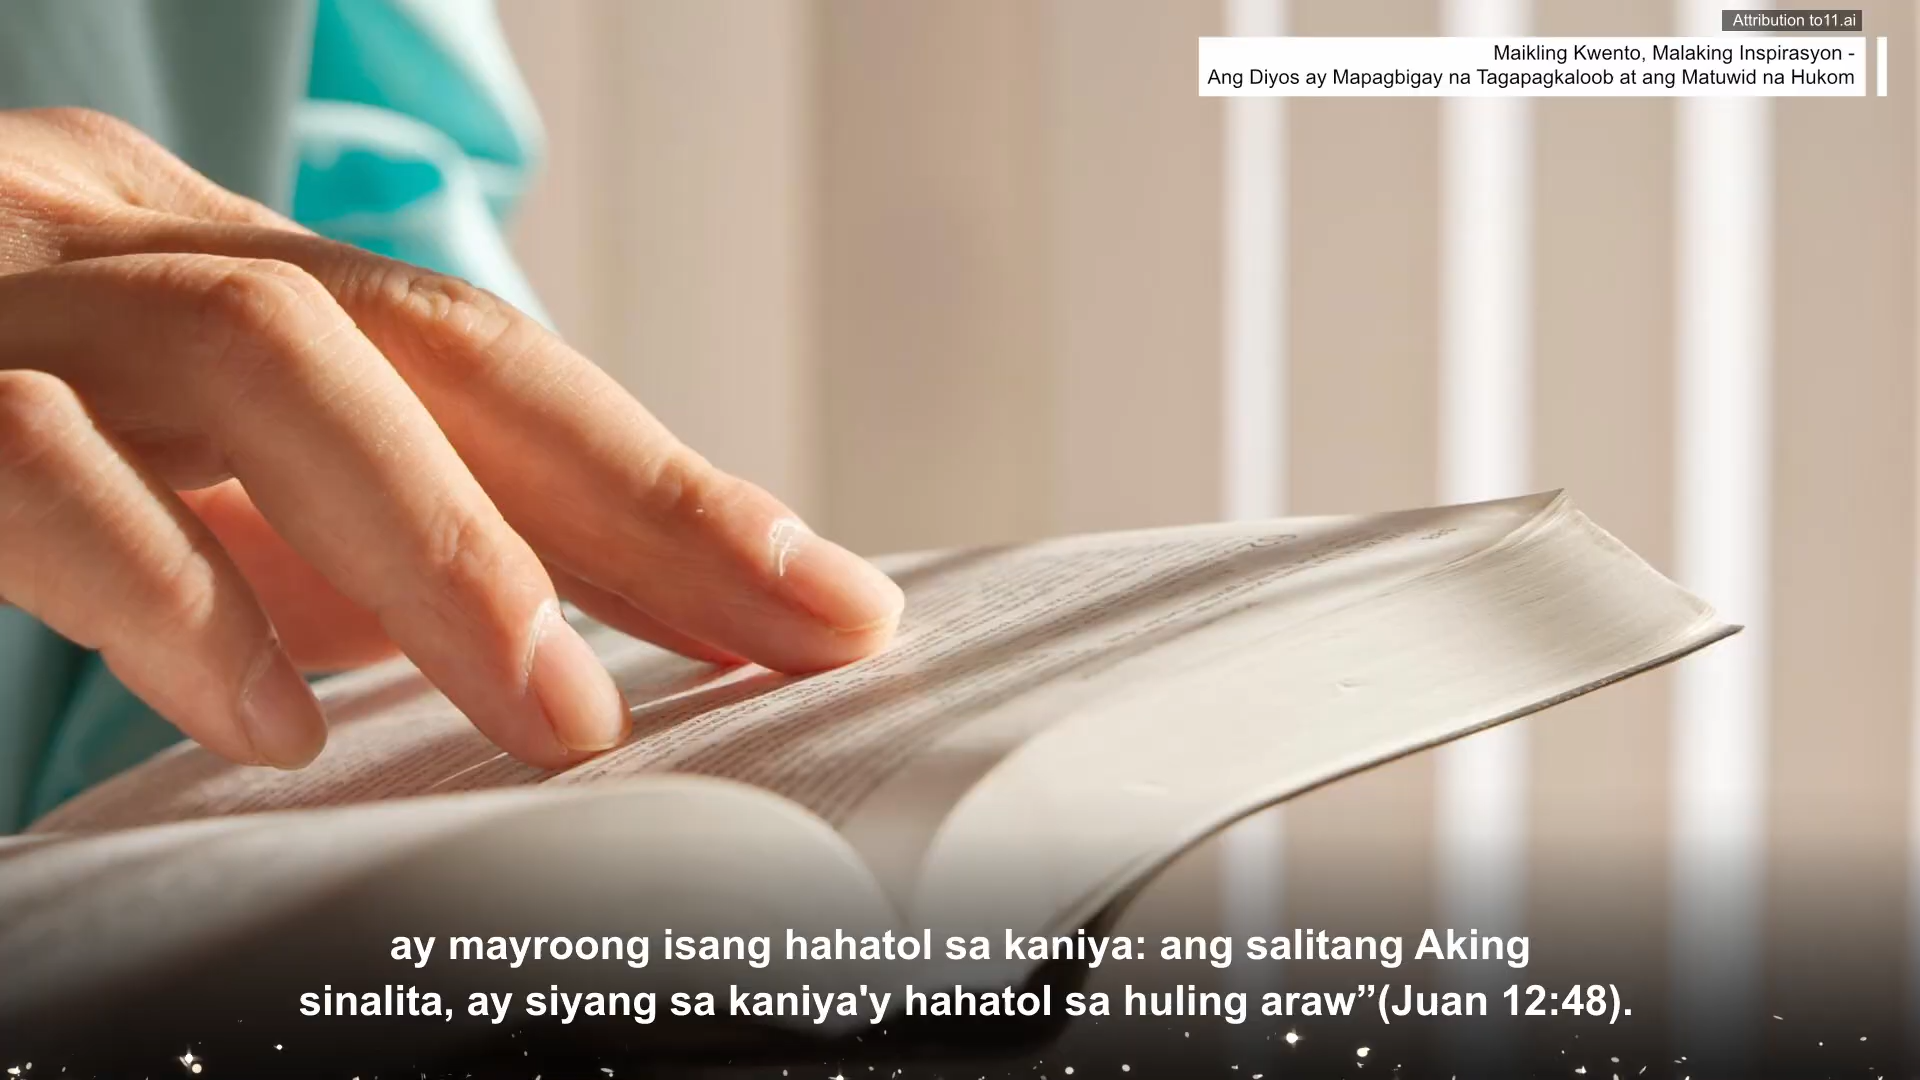 Attribution to11.ai
Maikling Kwento, Malaking Inspirasyon -
Ang Diyos ay Mapagbigay na Tagapagkaloob at ang Matuwid na Hukom
ay mayroong isang hahatol sa kaniya: ang salitang Aking
sinalita, ay siyang sa kaniya'y hahatol sa huling araw”(Juan 12:48).